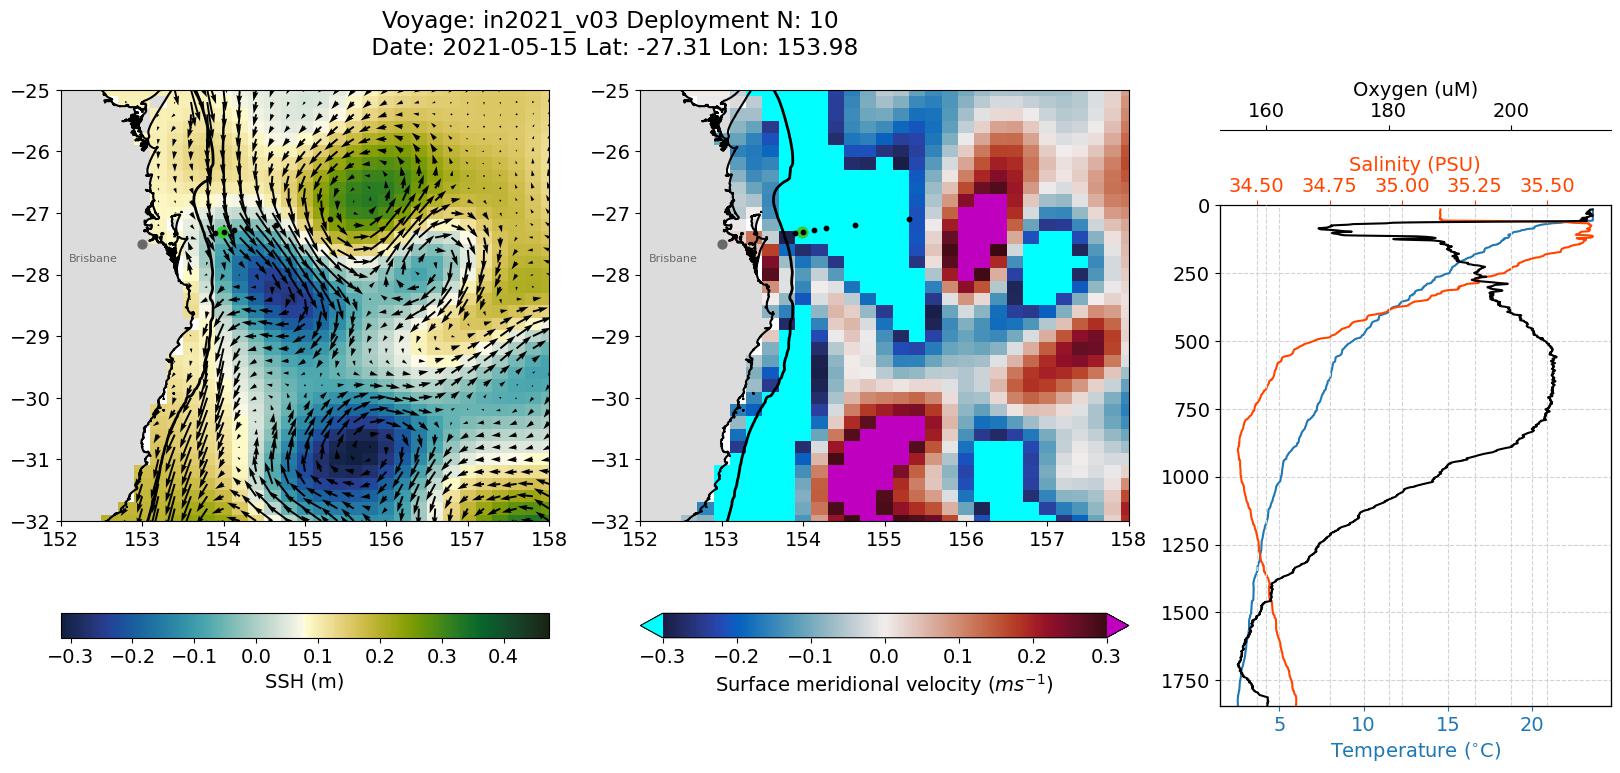 Voyage: in2021_v03 Deployment N: 10
Date: 2021-05-15 Lat: -27.31 Lon: 153.98
−25
−26
−27
−28
−29
−30
−31
−32
152 153 154 155 156 157 158
Brisbane
−0.3 −0.2 −0.1 0.0 0.1 0.2 0.3 0.4
SSH (m)
−25
−26
−27
−28
−29
−30
−31
−32
152 153 154 155 156 157 158
Brisbane
−0.3 −0.2 −0.1 0.0 0.1 0.2 0.3
Surface meridional velocity (ms⁻¹)
Oxygen (uM)
160 180 200
Salinity (PSU)
34.50 34.75 35.00 35.25 35.50
0
250
500
750
1000
1250
1500
1750
5 10 15 20
Temperature (°C)